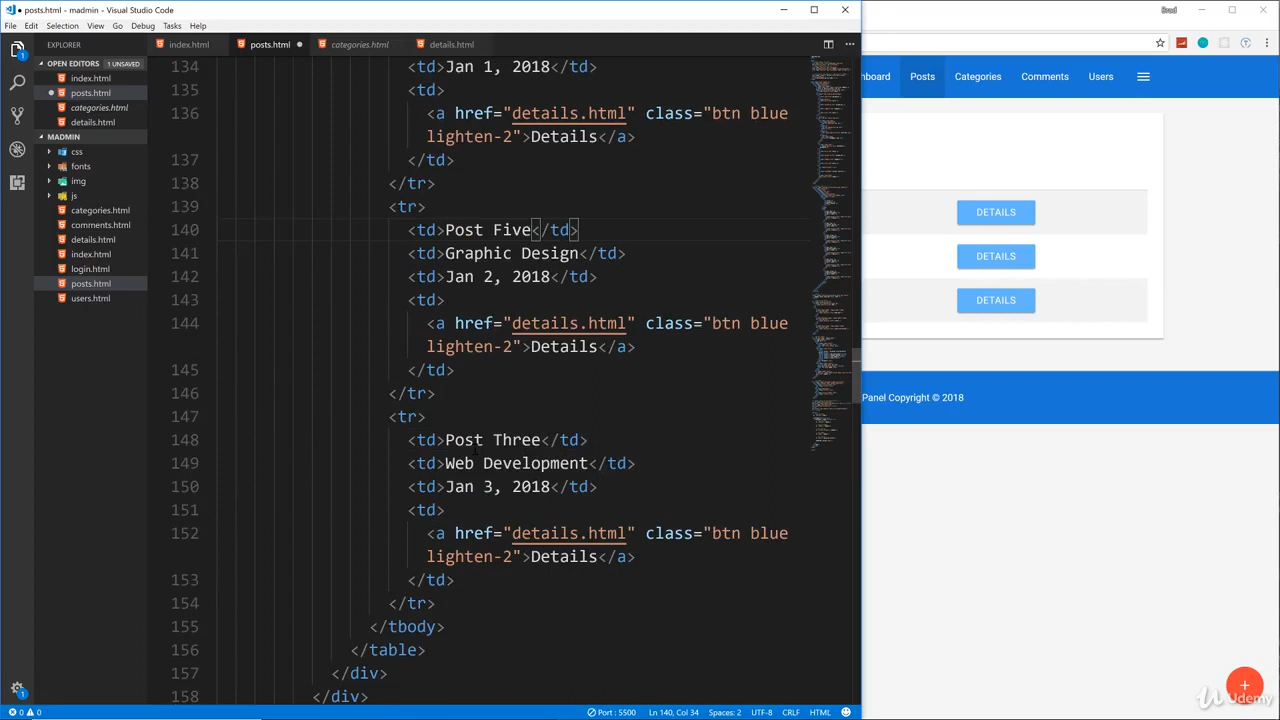 posts.html - madmin - Visual Studio Code
Brad
File Edit Selection View Go Debug Tasks Help
EXPLORER
index.html
posts.html
categories.html
details.html
OPEN EDITORS 1 UNSAVED
index.html
posts.html
categories.html
details.html
MADMIN
css
fonts
img
js
categories.html
comments.html
details.html
index.html
login.html
posts.html
users.html
134 <td>Jan 1, 2018</td>
135 <td>
136 <a href="details.html" class="btn blue
lighten-2">Details</a>
137 </td>
138 </tr>
139 <tr>
140 <td>Post Five</td>
141 <td>Graphic Design</td>
142 <td>Jan 2, 2018</td>
143 <td>
144 <a href="details.html" class="btn blue
lighten-2">Details</a>
145 </td>
146 </tr>
147 <tr>
148 <td>Post Three</td>
149 <td>Web Development</td>
150 <td>Jan 3, 2018</td>
151 <td>
152 <a href="details.html" class="btn blue
lighten-2">Details</a>
153 </td>
154 </tr>
155 </tbody>
156 </table>
157 </div>
158 </div>
board Posts Categories Comments Users
DETAILS
DETAILS
DETAILS
Panel Copyright © 2018
+
Udemy
1
1
0 0 Port : 5500 Ln 140, Col 34 Spaces: 2 UTF-8 CRLF HTML